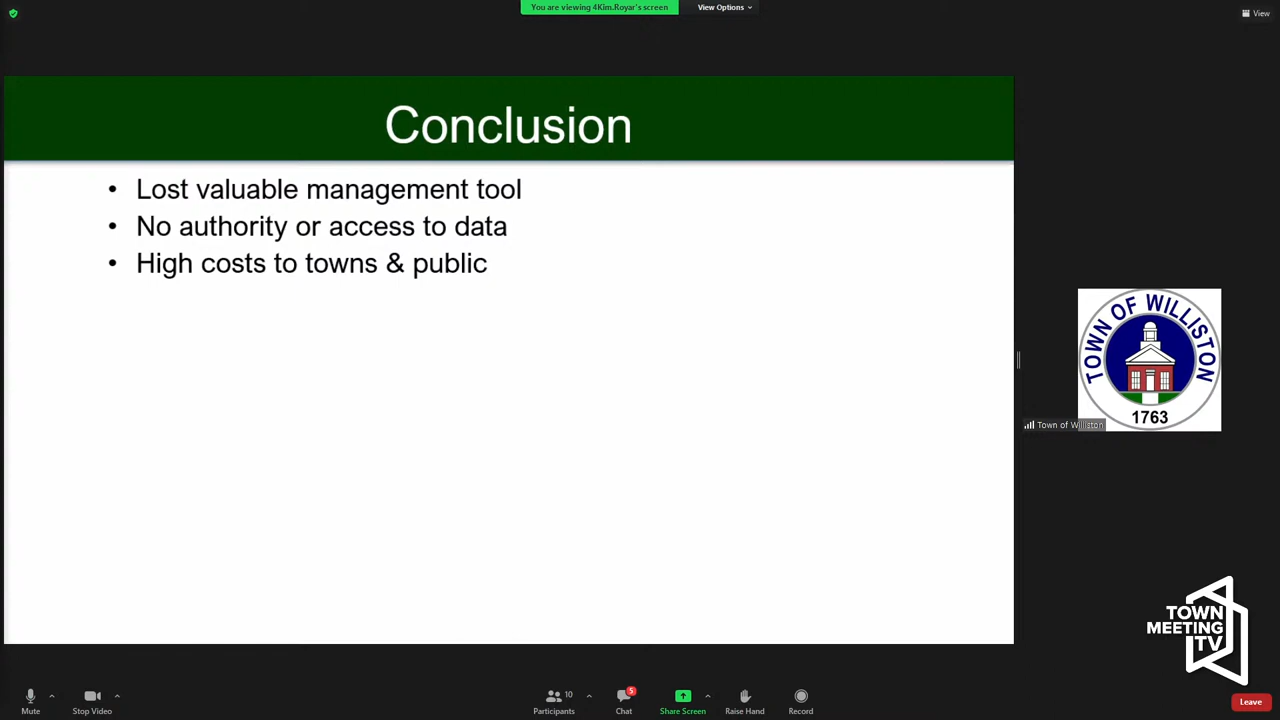 You are viewing 4Kim.Royar's screen
View Options
View
Conclusion
• Lost valuable management tool
• No authority or access to data
• High costs to towns & public
TOWN OF WILLISTON
1763
Town of Williston
TOWN
MEETING
TV
Mute
Stop Video
10
Participants
5
Chat
Share Screen
Raise Hand
Record
Leave